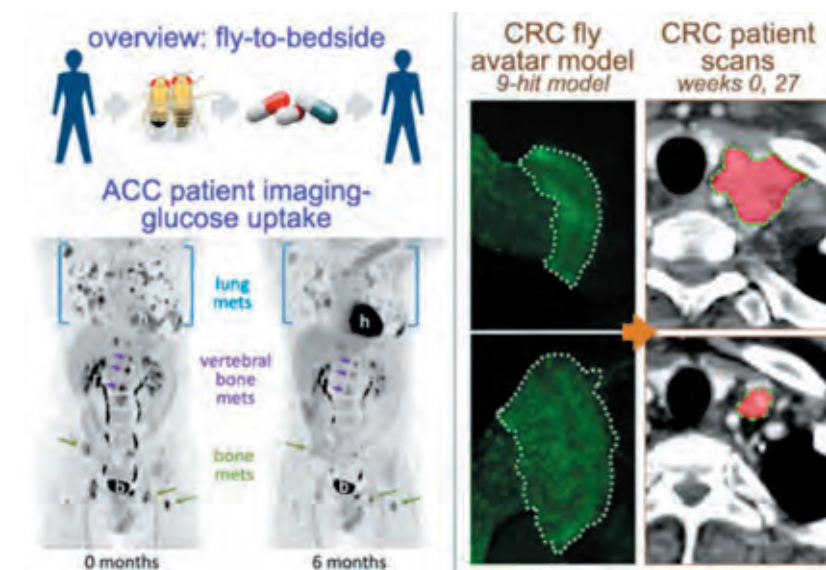 overview: fly-to-bedside
ACC patient imaging-
glucose uptake
lung
mets
h
vertebral
bone
mets
bone
mets
b
b
0 months
6 months
CRC fly
avatar model
9-hit model
CRC patient
scans
weeks 0, 27